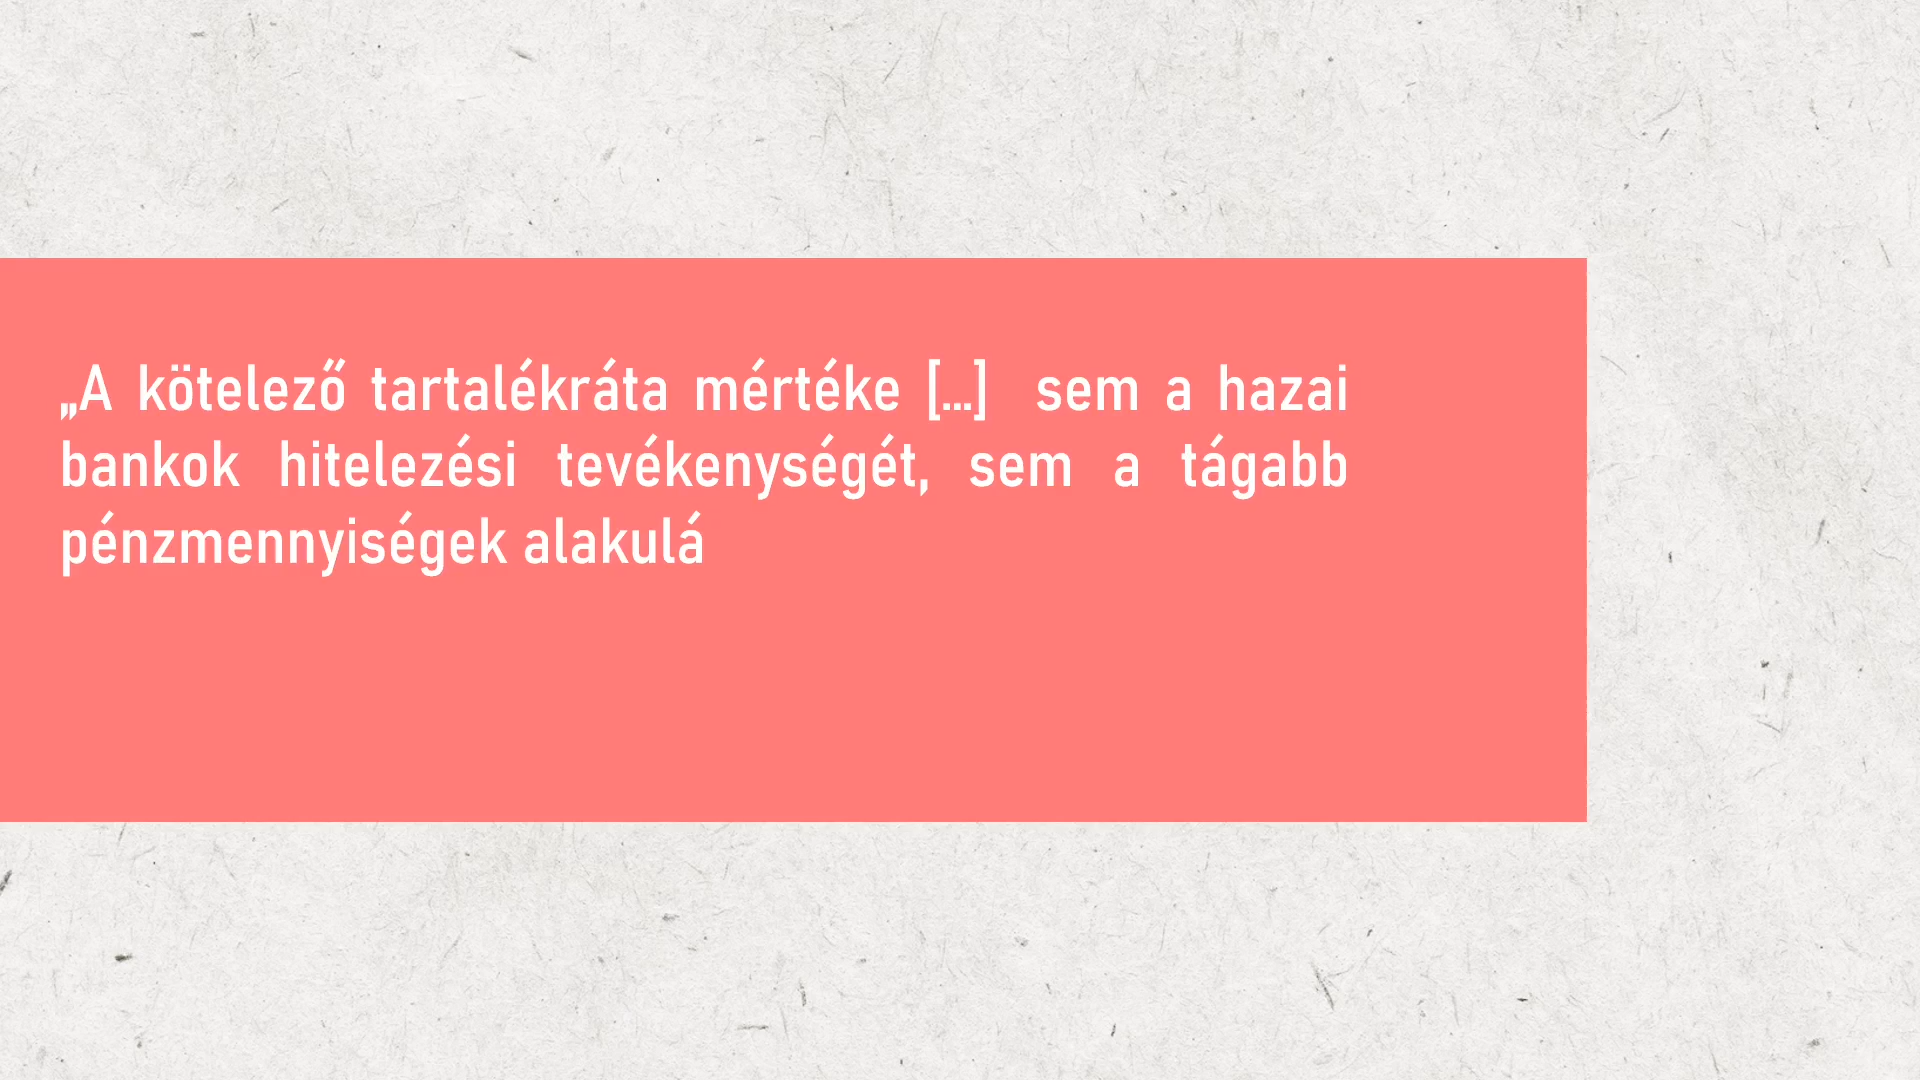 „A kötelező tartalékráta mértéke [...] sem a hazai
bankok hitelezési tevékenységét, sem a tágabb
pénzmennyiségek alakulá